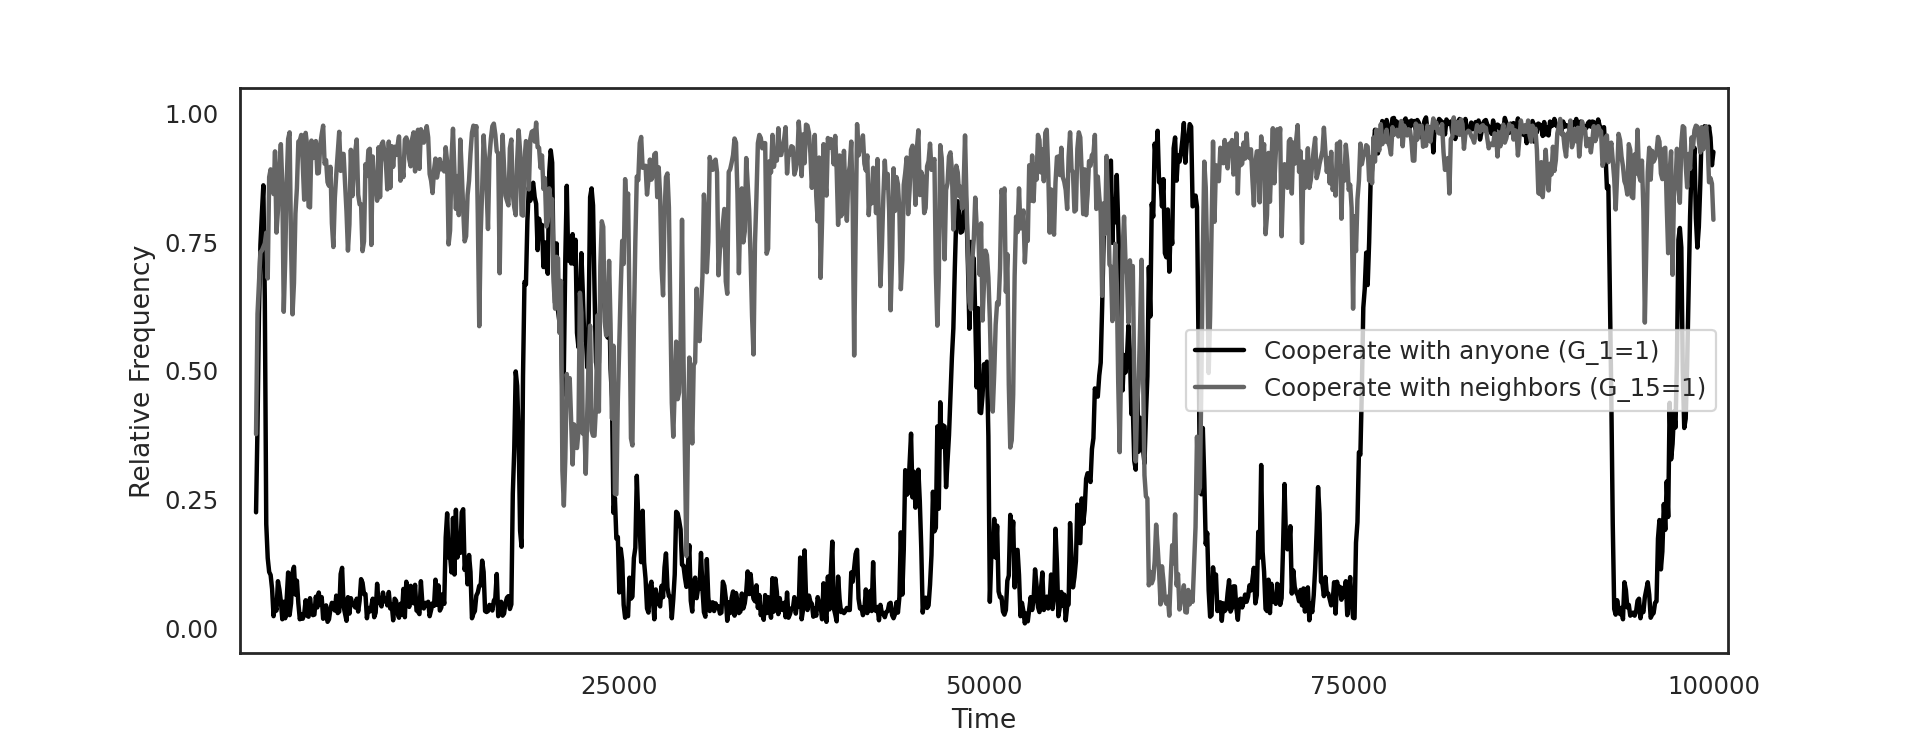 1.00
0.75
0.50
0.25
0.00
Relative Frequency
Cooperate with anyone (G_1=1)
Cooperate with neighbors (G_15=1)
25000 50000 75000 100000
Time